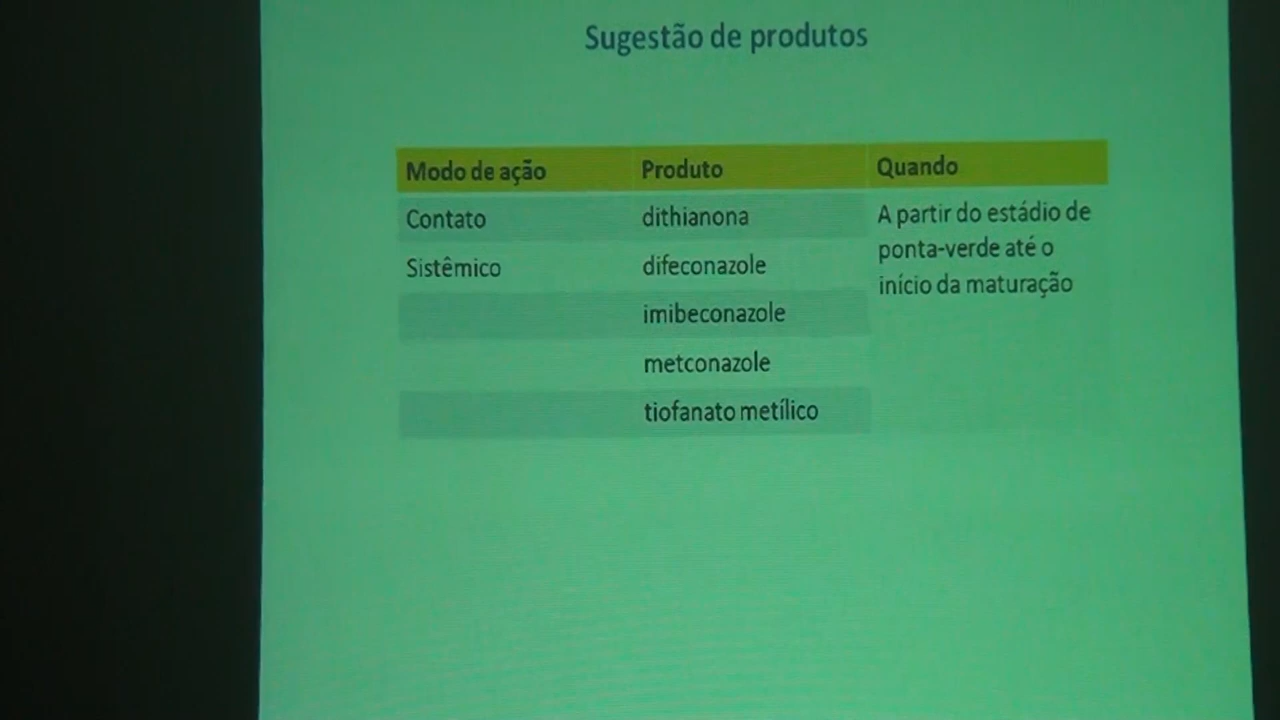 Sugestão de produtos
Modo de ação Produto Quando
Contato dithianona A partir do estádio de
ponta-verde até o
Sistêmico difeconazole
início da maturação
imibeconazole
metconazole
tiofanato metílico